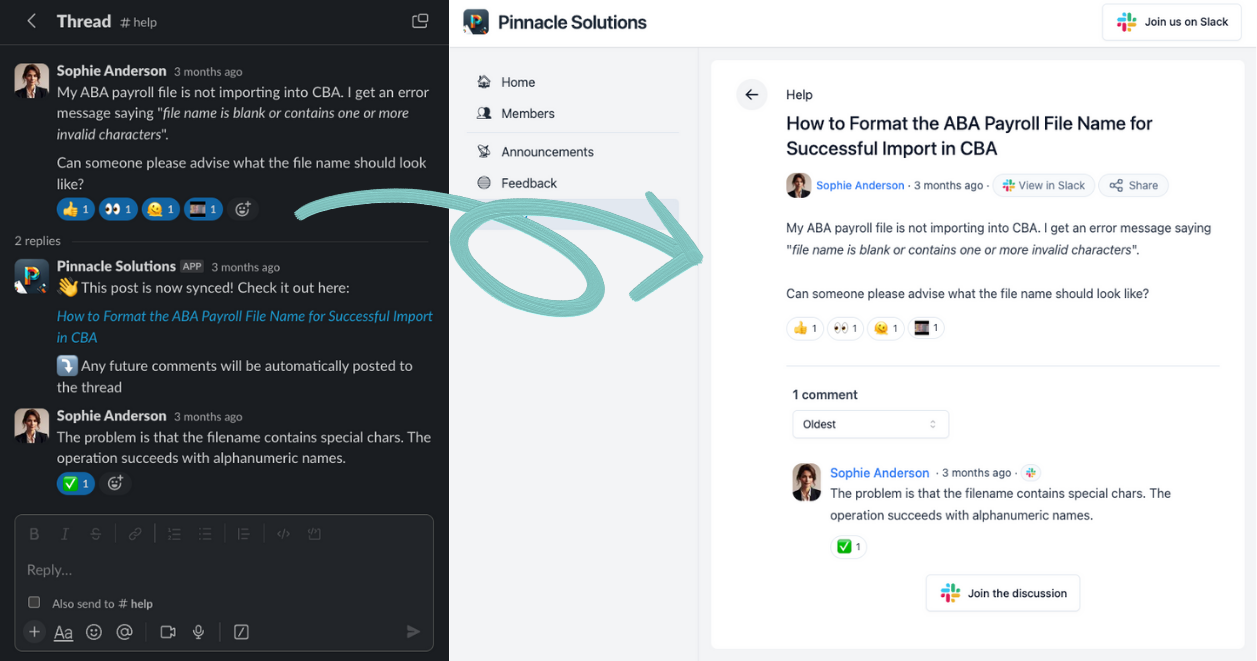 Thread # help
Sophie Anderson 3 months ago
My ABA payroll file is not importing into CBA. I get an error
message saying "file name is blank or contains one or more
invalid characters".
Can someone please advise what the file name should look
like?
1 1 1 1
2 replies
Pinnacle Solutions APP 3 months ago
This post is now synced! Check it out here:
How to Format the ABA Payroll File Name for Successful Import
in CBA
Any future comments will be automatically posted to
the thread
Sophie Anderson 3 months ago
The problem is that the filename contains special chars. The
operation succeeds with alphanumeric names.
1
Reply...
Also send to # help
Aa
Pinnacle Solutions
Join us on Slack
Home
Members
Announcements
Feedback
Help
How to Format the ABA Payroll File Name for
Successful Import in CBA
Sophie Anderson · 3 months ago · View in Slack Share
My ABA payroll file is not importing into CBA. I get an error message saying
"file name is blank or contains one or more invalid characters".
Can someone please advise what the file name should look like?
1 1 1 1
1 comment
Oldest
Sophie Anderson · 3 months ago ·
The problem is that the filename contains special chars. The
operation succeeds with alphanumeric names.
1
Join the discussion